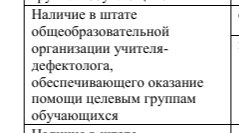 Наличие в штате
общеобразовательной
организации учителя-
дефектолога,
обеспечивающего оказание
помощи целевым группам
обучающихся